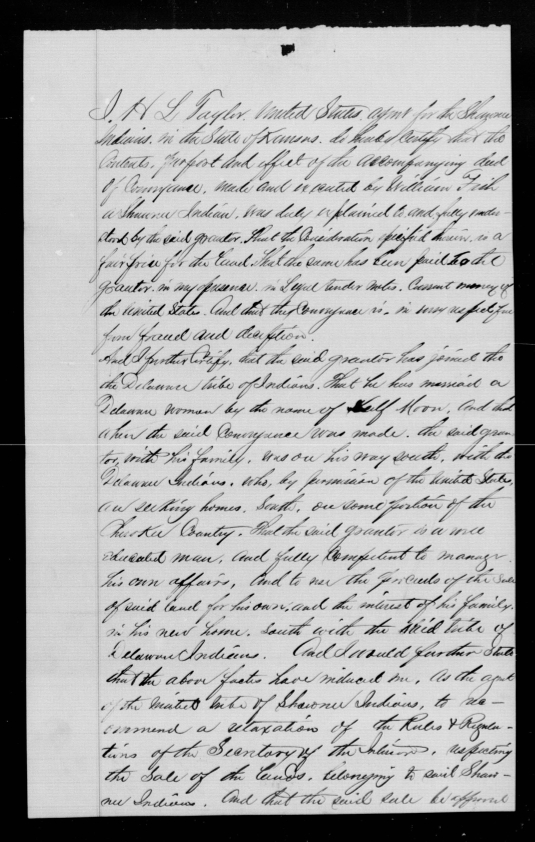 I, H L Taylor, United States agent for the Shawnee
Indians, in the State of Kansas, do hereby Certify that the
Contents, purport and effect of the accompanying deed
of Conveyance, made and executed by William Fish
a Shawnee Indian, was duly explained to and fully under-
stood by the said grantor. That the Consideration specified therein, is a
fair price for the land. That the same has been paid to the
grantor, in my presence, in Legal tender notes, Current money of
the United States. And that this Conveyance is, in every respect free
from fraud and deception.
And I further Certify, that the said grantor has joined the
the Delaware tribe of Indians. That he has married a
Delaware woman by the name of Half Moon. And that
when the said Conveyance was made, the said gran-
tor, with his family, was on his way south, with the
Delaware Indians, who, by permission of the United States,
are seeking homes, South, on some portion of the
Cherokee Country. That the said grantor is a well
educated man, and fully Competent to manage
his own affairs, and to use the proceeds of the sale
of said land for his own, and the interest of his family,
in his new home, South with the said tribe of
Delaware Indians. And I would further State
that the above facts have induced me, as the agent
of the united tribe of Shawnee Indians, to re-
commend a relaxation of the Rules & Regula-
tions of the Secretary of the Interior, respecting
the sale of the lands, belonging to said Shaw-
nee Indians. And that the said sale be approved